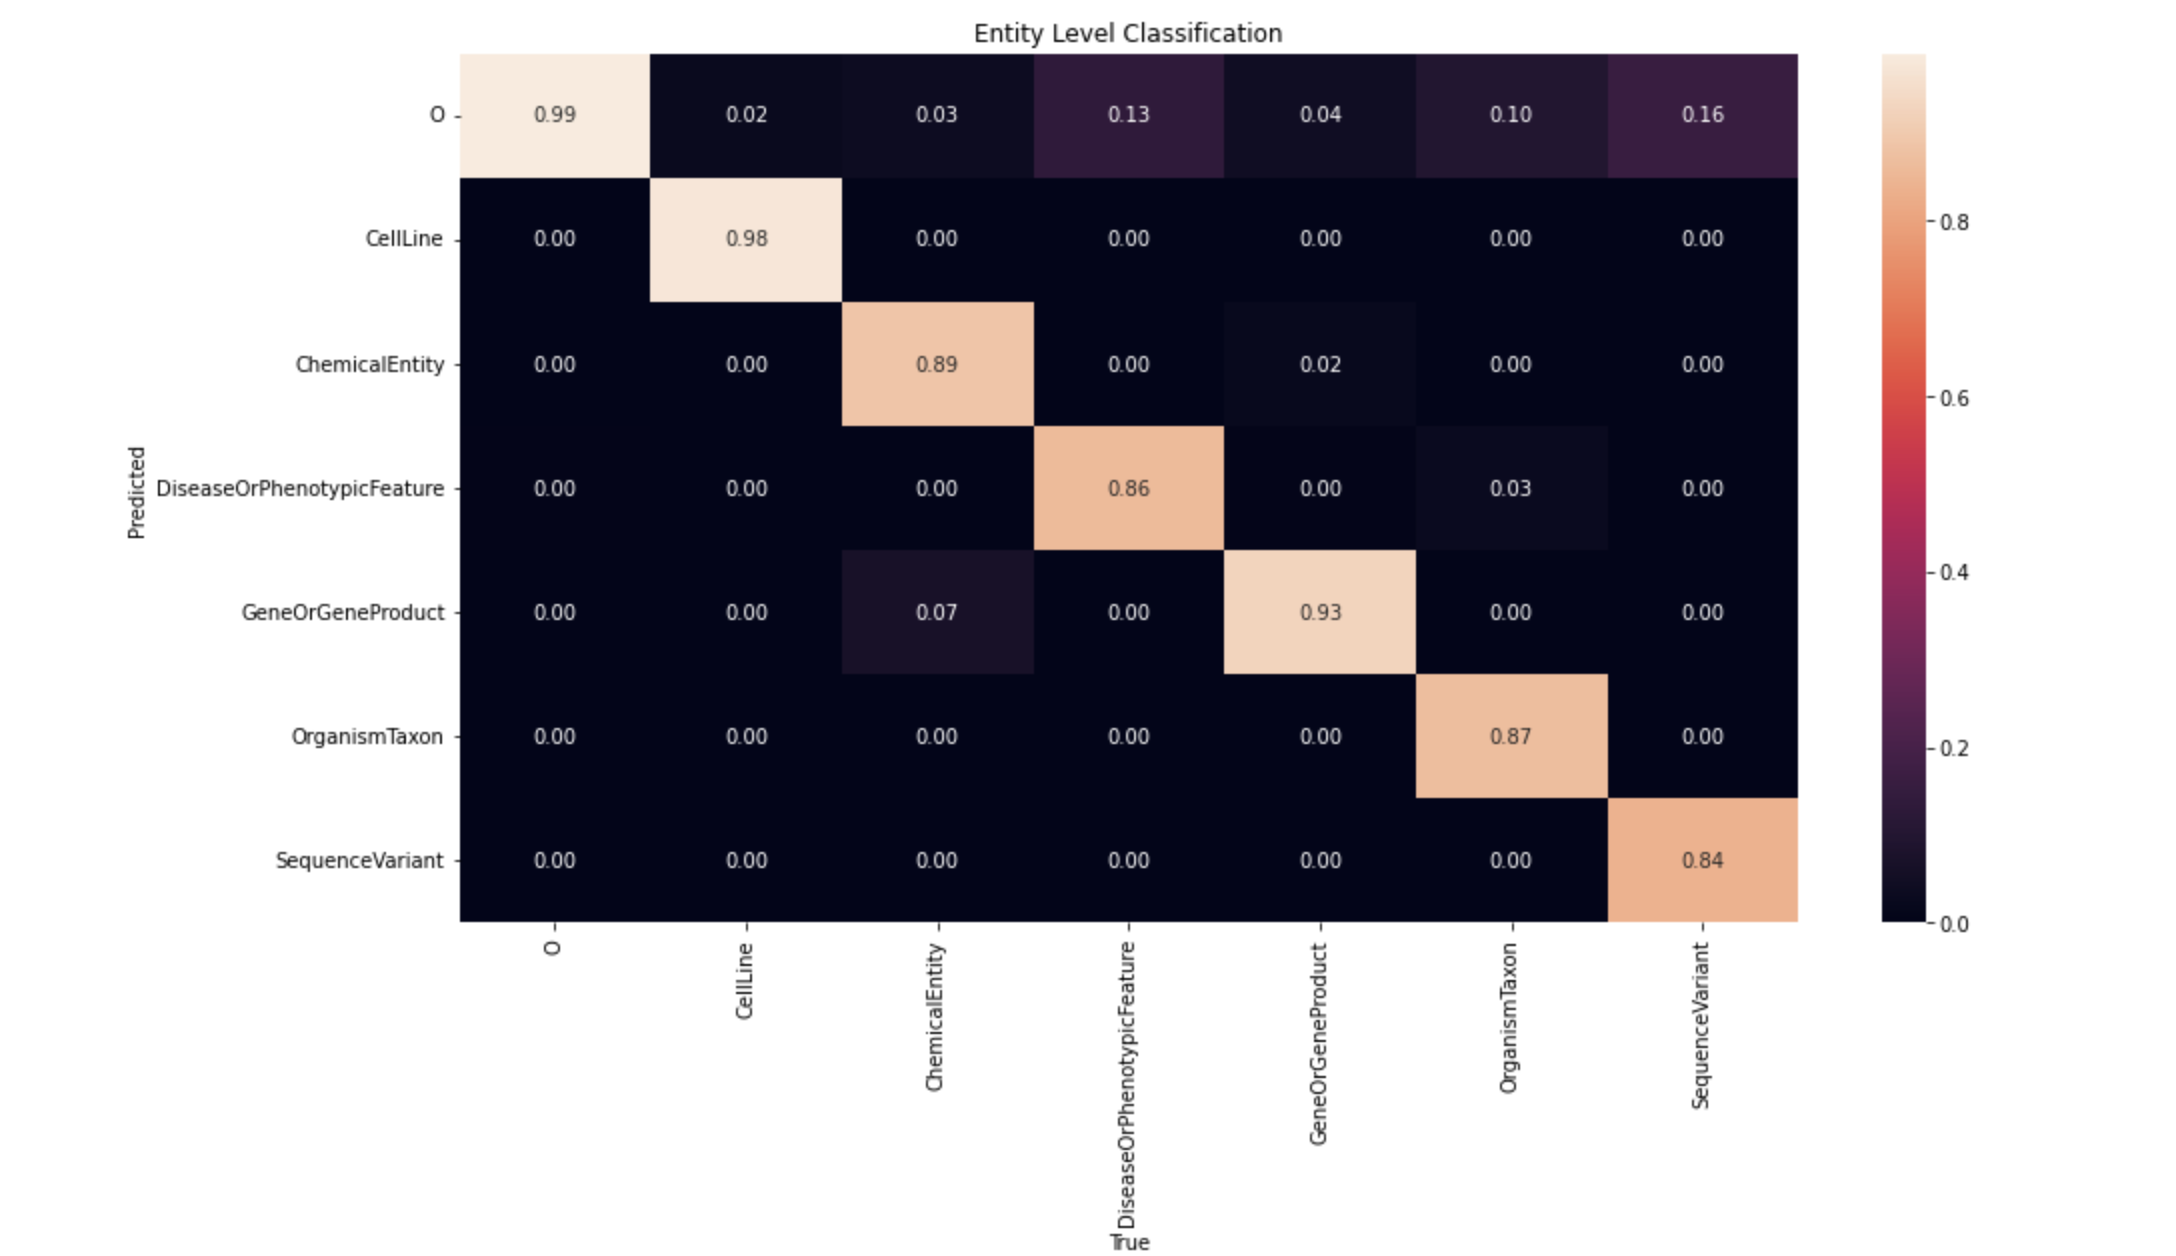 Entity Level Classification
O 0.99 0.02 0.03 0.13 0.04 0.10 0.16
CellLine 0.00 0.98 0.00 0.00 0.00 0.00 0.00
ChemicalEntity 0.00 0.00 0.89 0.00 0.02 0.00 0.00
DiseaseOrPhenotypicFeature 0.00 0.00 0.00 0.86 0.00 0.03 0.00
GeneOrGeneProduct 0.00 0.00 0.07 0.00 0.93 0.00 0.00
OrganismTaxon 0.00 0.00 0.00 0.00 0.00 0.87 0.00
SequenceVariant 0.00 0.00 0.00 0.00 0.00 0.00 0.84
Predicted
O
CellLine
ChemicalEntity
DiseaseOrPhenotypicFeature
GeneOrGeneProduct
OrganismTaxon
SequenceVariant
True
0.8
0.6
0.4
0.2
0.0